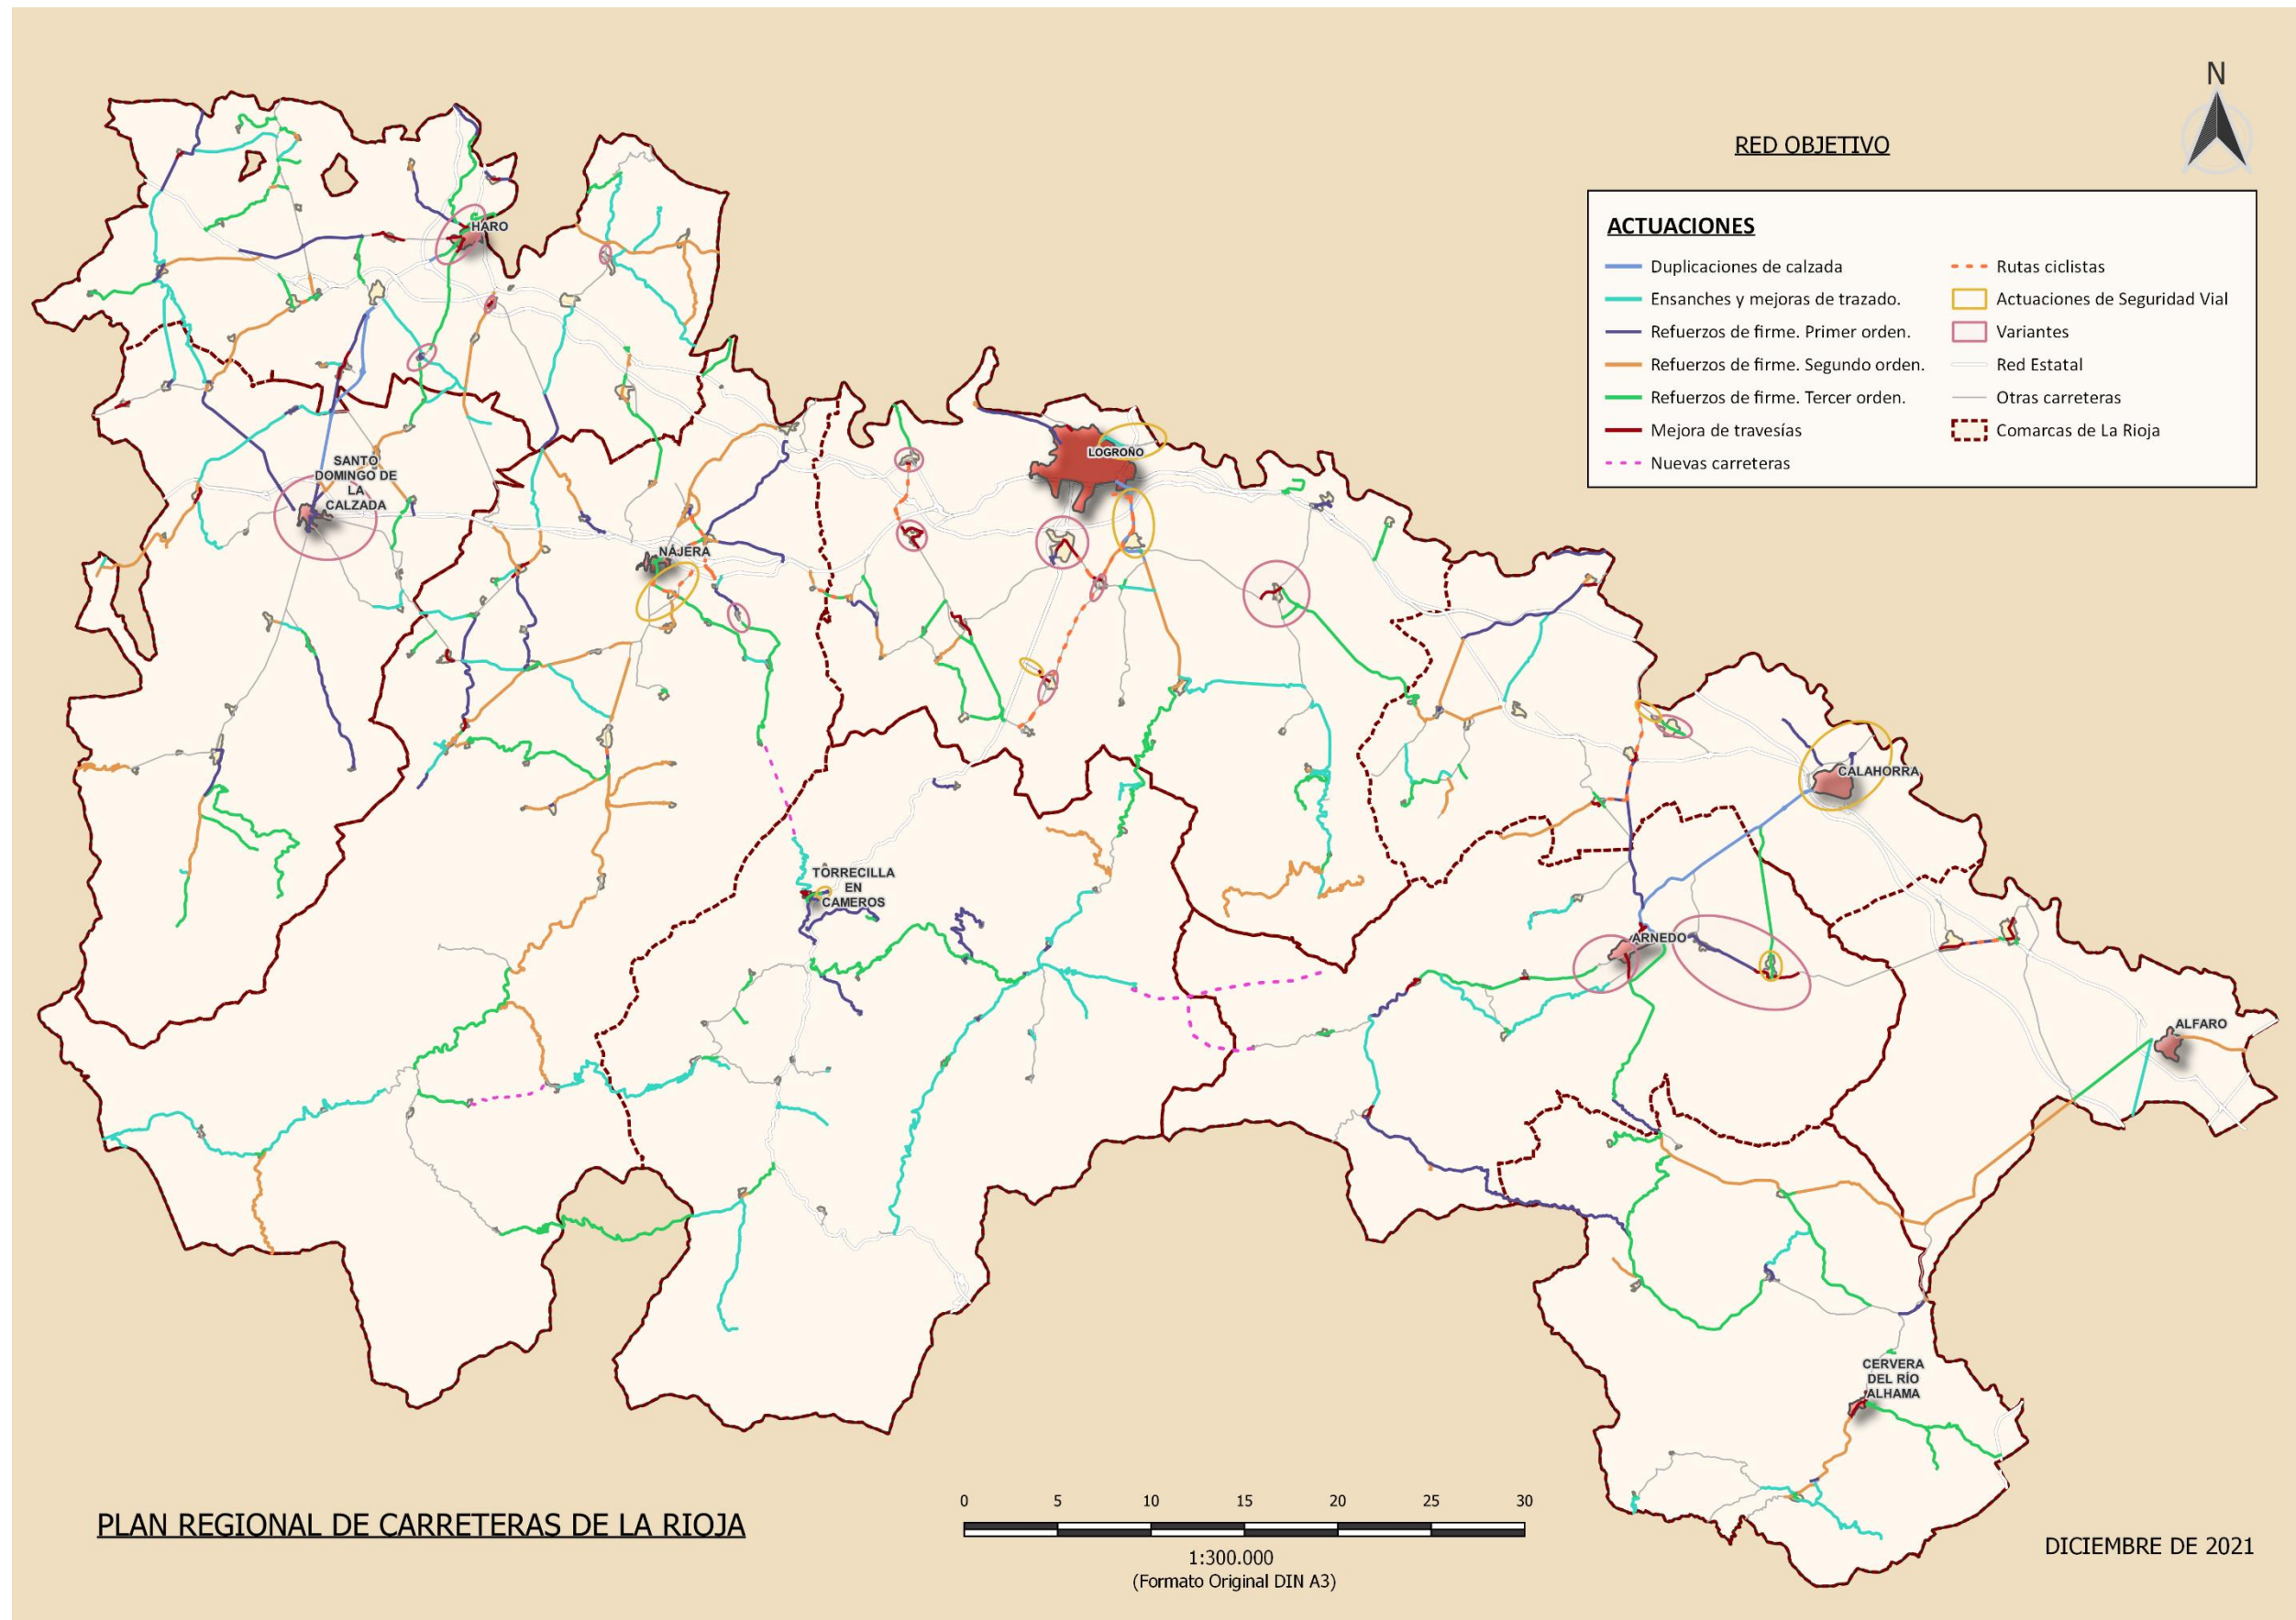 N
RED OBJETIVO
ACTUACIONES
Duplicaciones de calzada
Ensanches y mejoras de trazado.
Refuerzos de firme. Primer orden.
Refuerzos de firme. Segundo orden.
Refuerzos de firme. Tercer orden.
Mejora de travesías
Nuevas carreteras
Rutas ciclistas
Actuaciones de Seguridad Vial
Variantes
Red Estatal
Otras carreteras
Comarcas de La Rioja
HARO
LOGROÑO
SANTO
DOMINGO DE
LA
CALZADA
NÁJERA
CALAHORRA
TORRECILLA
EN
CAMEROS
ARNEDO
ALFARO
CERVERA
DEL RÍO
ALHAMA
PLAN REGIONAL DE CARRETERAS DE LA RIOJA
0 5 10 15 20 25 30
1:300.000
(Formato Original DIN A3)
DICIEMBRE DE 2021